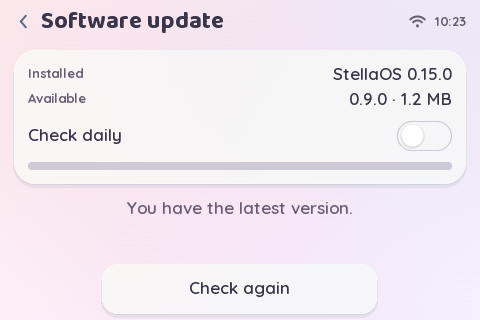 Software update
10:23
Installed
StellaOS 0.15.0
Available
0.9.0 · 1.2 MB
Check daily
You have the latest version.
Check again